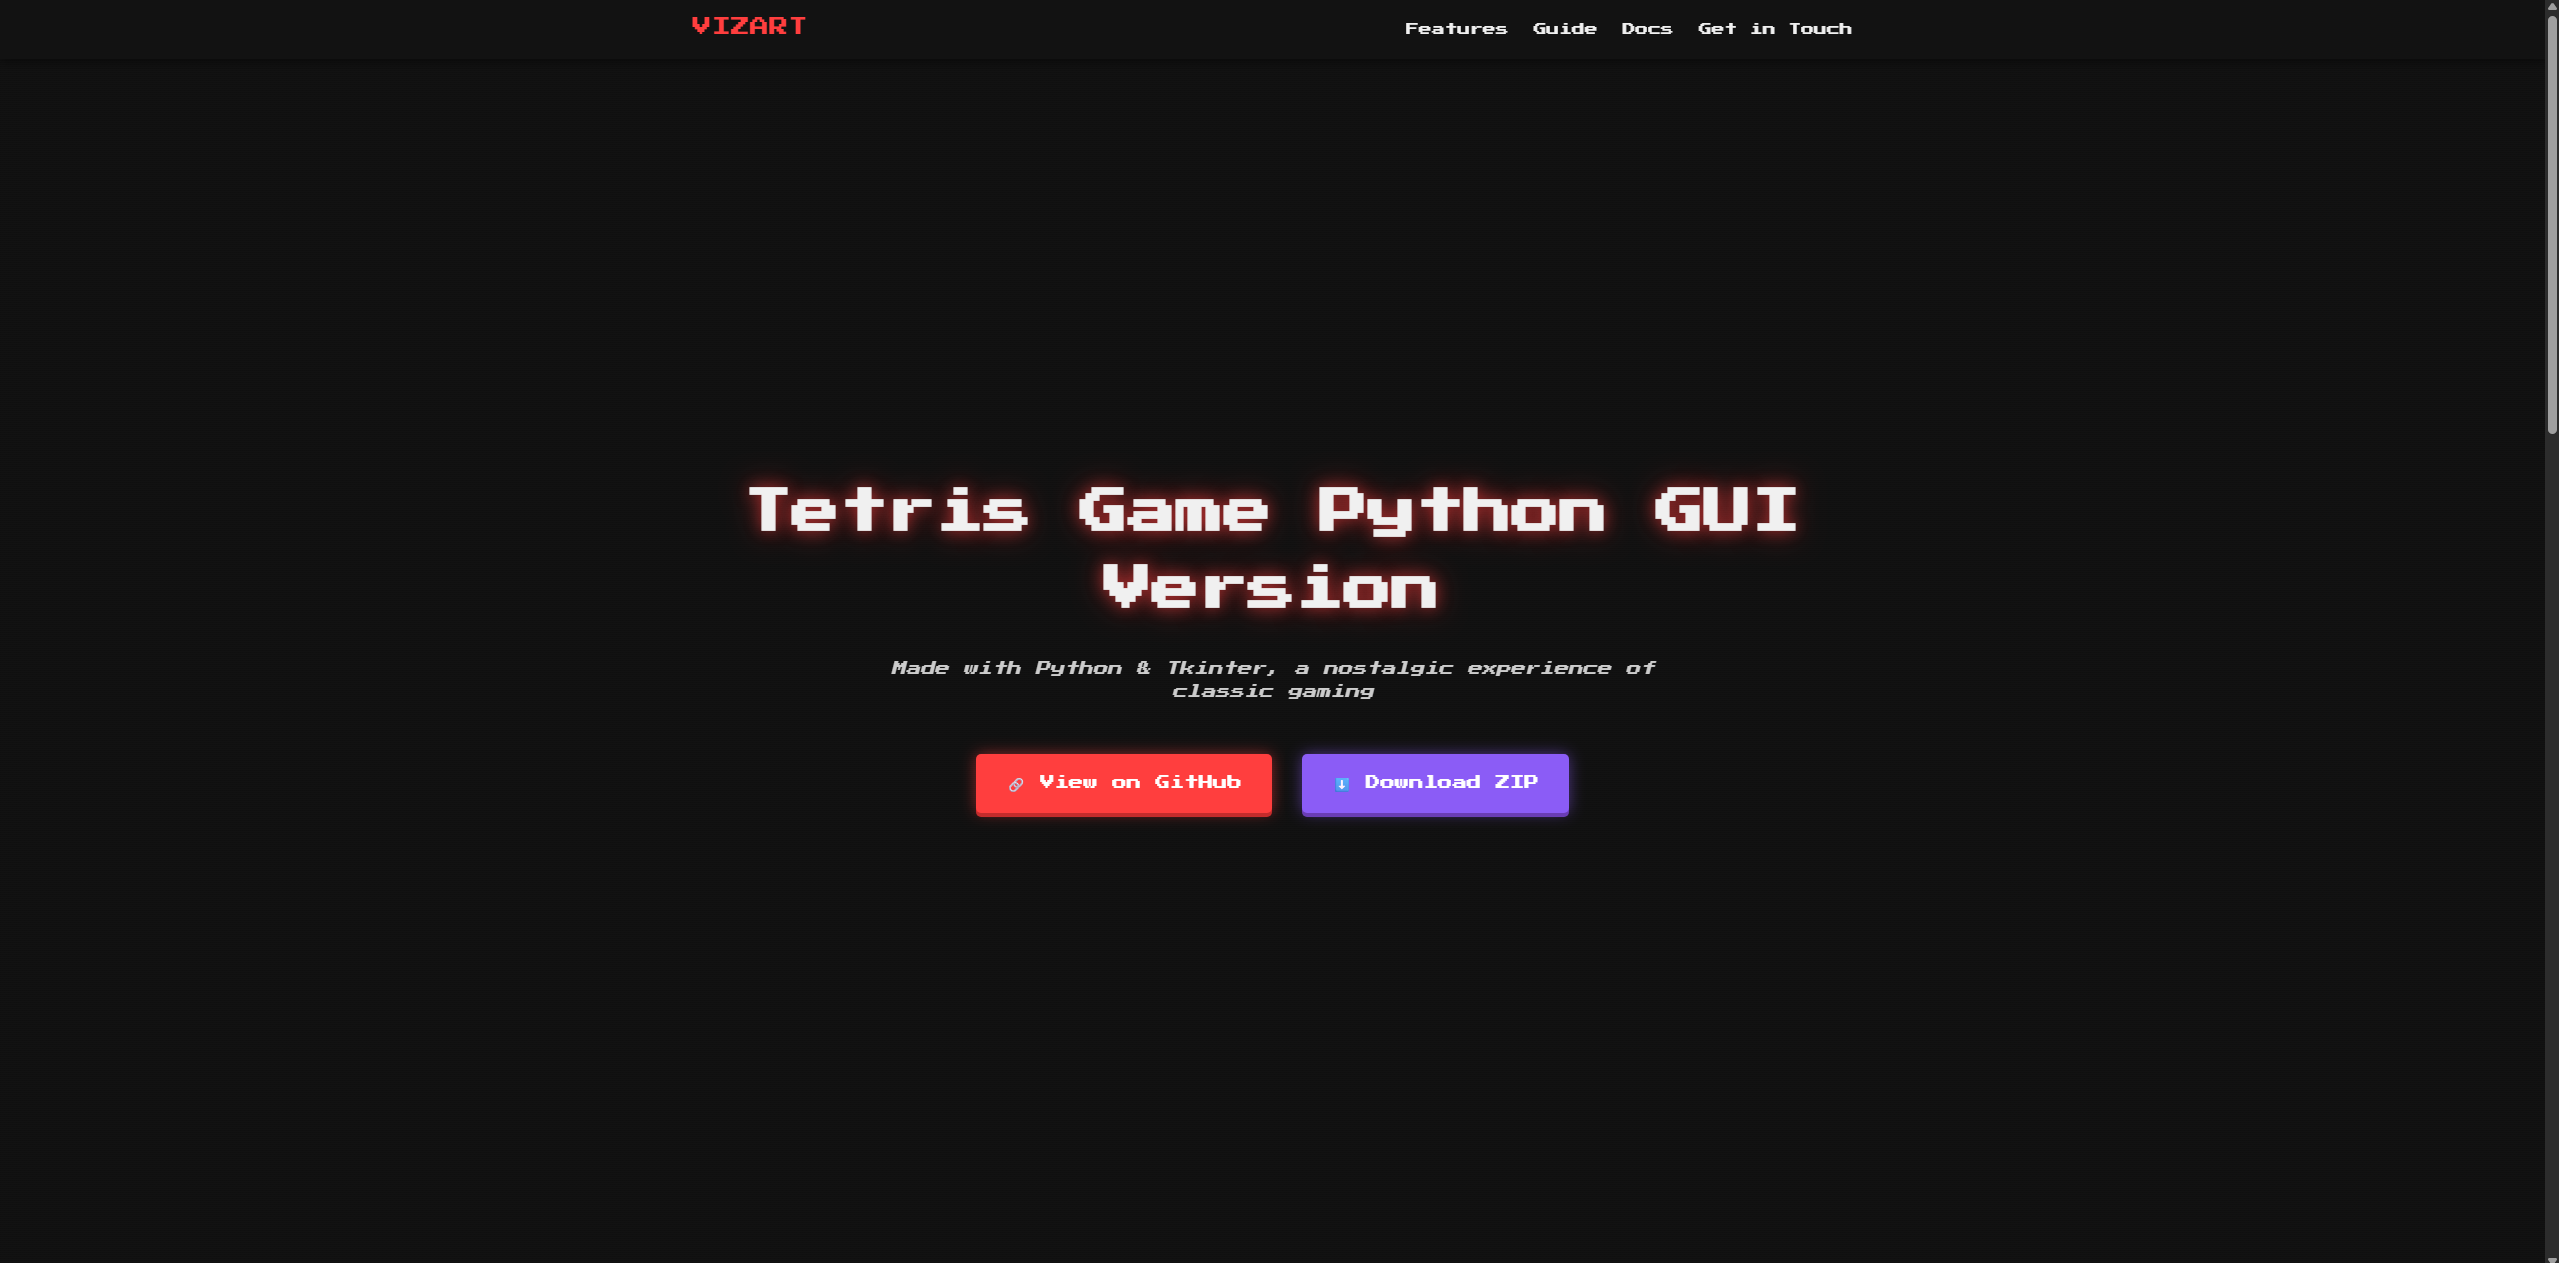 VIZART
Features Guide Docs Get in Touch
Tetris Game Python GUI
Version
Made with Python & Tkinter, a nostalgic experience of
classic gaming
🔗 View on GitHub
⬇️ Download ZIP